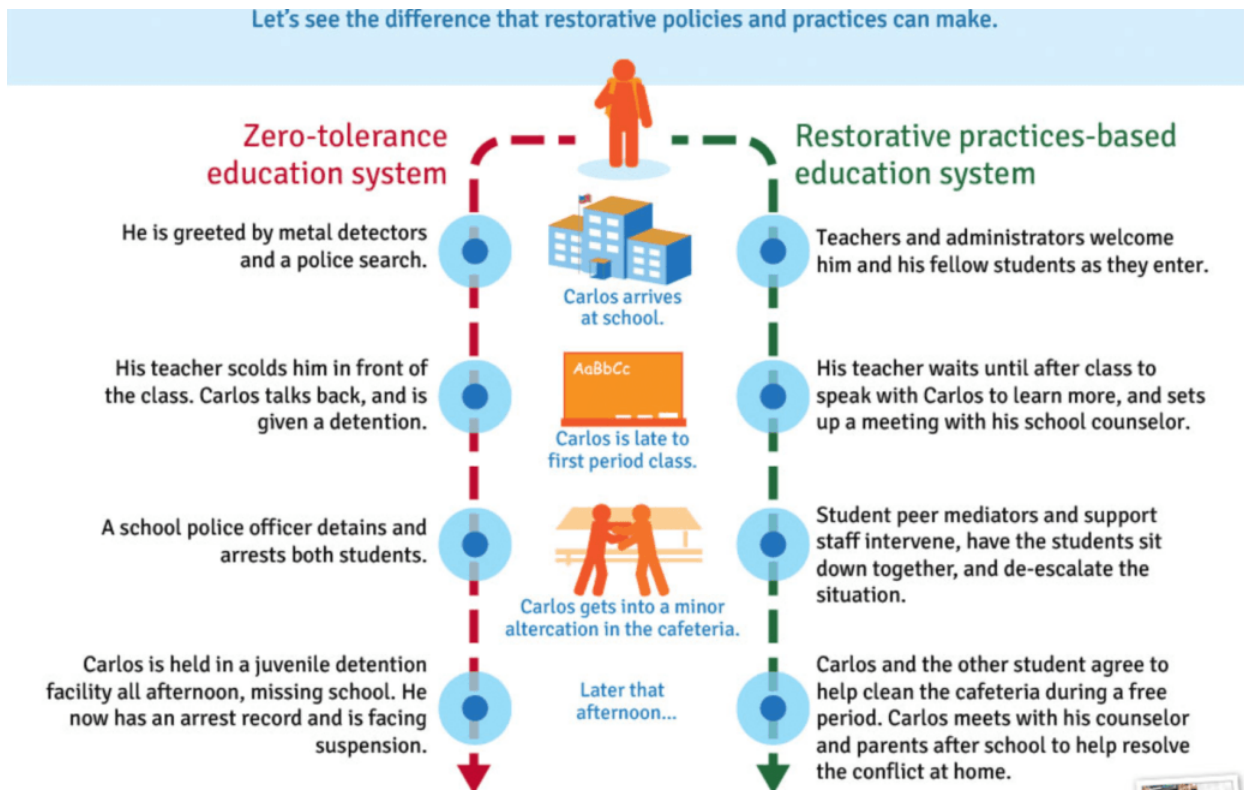 Let's see the difference that restorative policies and practices can make.
Zero-tolerance
education system
Restorative practices-based
education system
He is greeted by metal detectors
and a police search.
Carlos arrives
at school.
Teachers and administrators welcome
him and his fellow students as they enter.
His teacher scolds him in front of
the class. Carlos talks back, and is
given a detention.
AaBbCc
Carlos is late to
first period class.
His teacher waits until after class to
speak with Carlos to learn more, and sets
up a meeting with his school counselor.
A school police officer detains and
arrests both students.
Carlos gets into a minor
altercation in the cafeteria.
Student peer mediators and support
staff intervene, have the students sit
down together, and de-escalate the
situation.
Carlos is held in a juvenile detention
facility all afternoon, missing school. He
now has an arrest record and is facing
suspension.
Later that
afternoon...
Carlos and the other student agree to
help clean the cafeteria during a free
period. Carlos meets with his counselor
and parents after school to help resolve
the conflict at home.